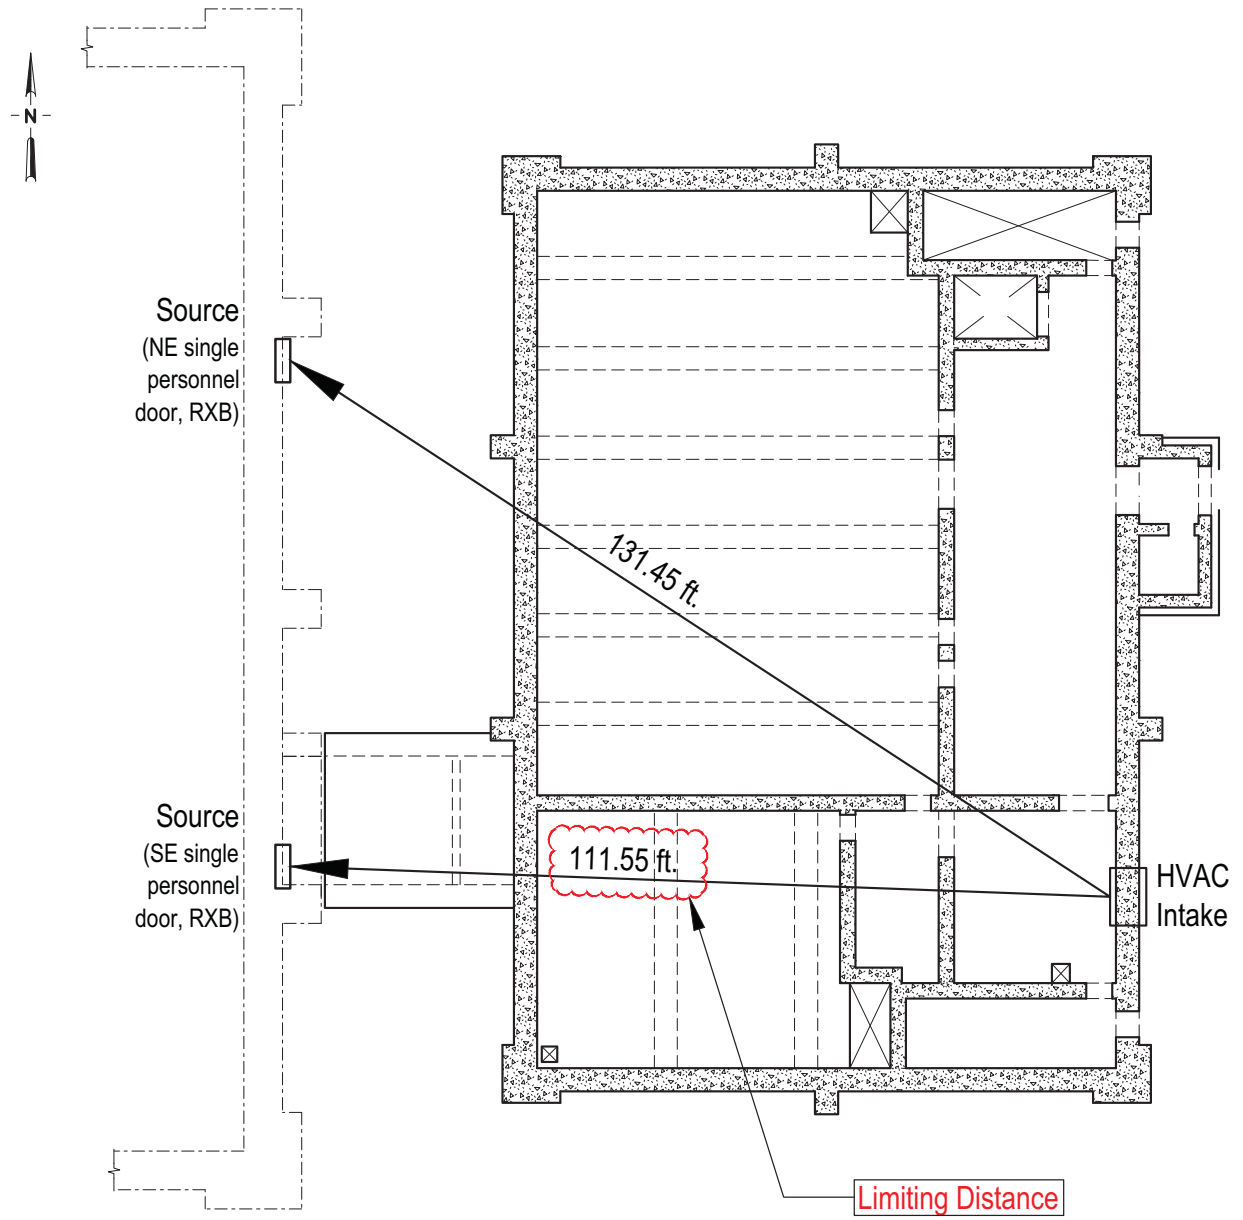 N
Source
(NE single
personnel
door, RXB)
131.45 ft.
Source
(SE single
personnel
door, RXB)
111.55 ft.
HVAC
Intake
Limiting Distance